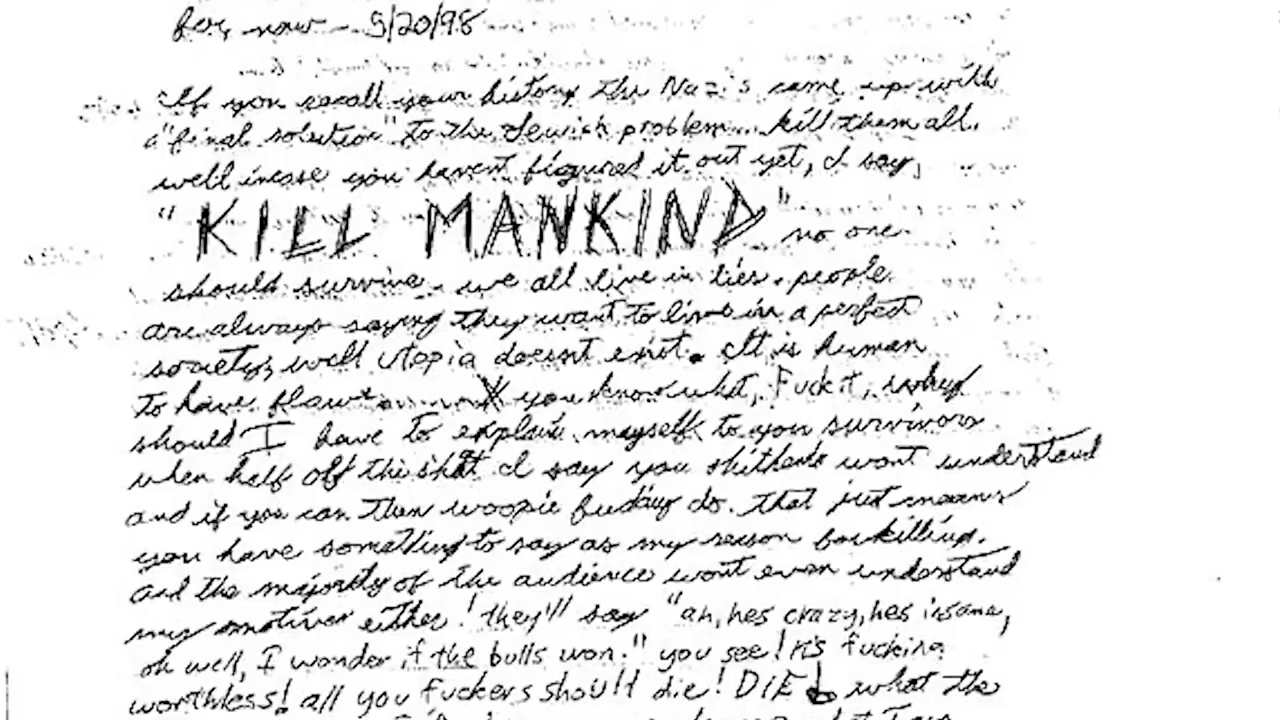 for now - 5/20/98
If you recall your history the Nazi's came up with
a "final solution" to the Jewish problem... kill them all.
well incase you havent figured it out yet, I say,
"KILL MANKIND" no one
should survive. we all live in lies. people
are always saying they want to live in a perfect
society, well utopia doesnt exist. It is human
to have flaws you know what, Fuck it, why
should I have to explain myself to you survivors
when half off the shit I say you shitheads wont understand
and if you can then woopie fucking do. that just means
you have something to say as my reason for killing.
and the majority of the audience wont even understand
my motives either! they'll say "ah, hes crazy, hes insane,
oh well, I wonder if the bulls won." you see! it's fucking
worthless! all you fuckers should die! DIE! what the